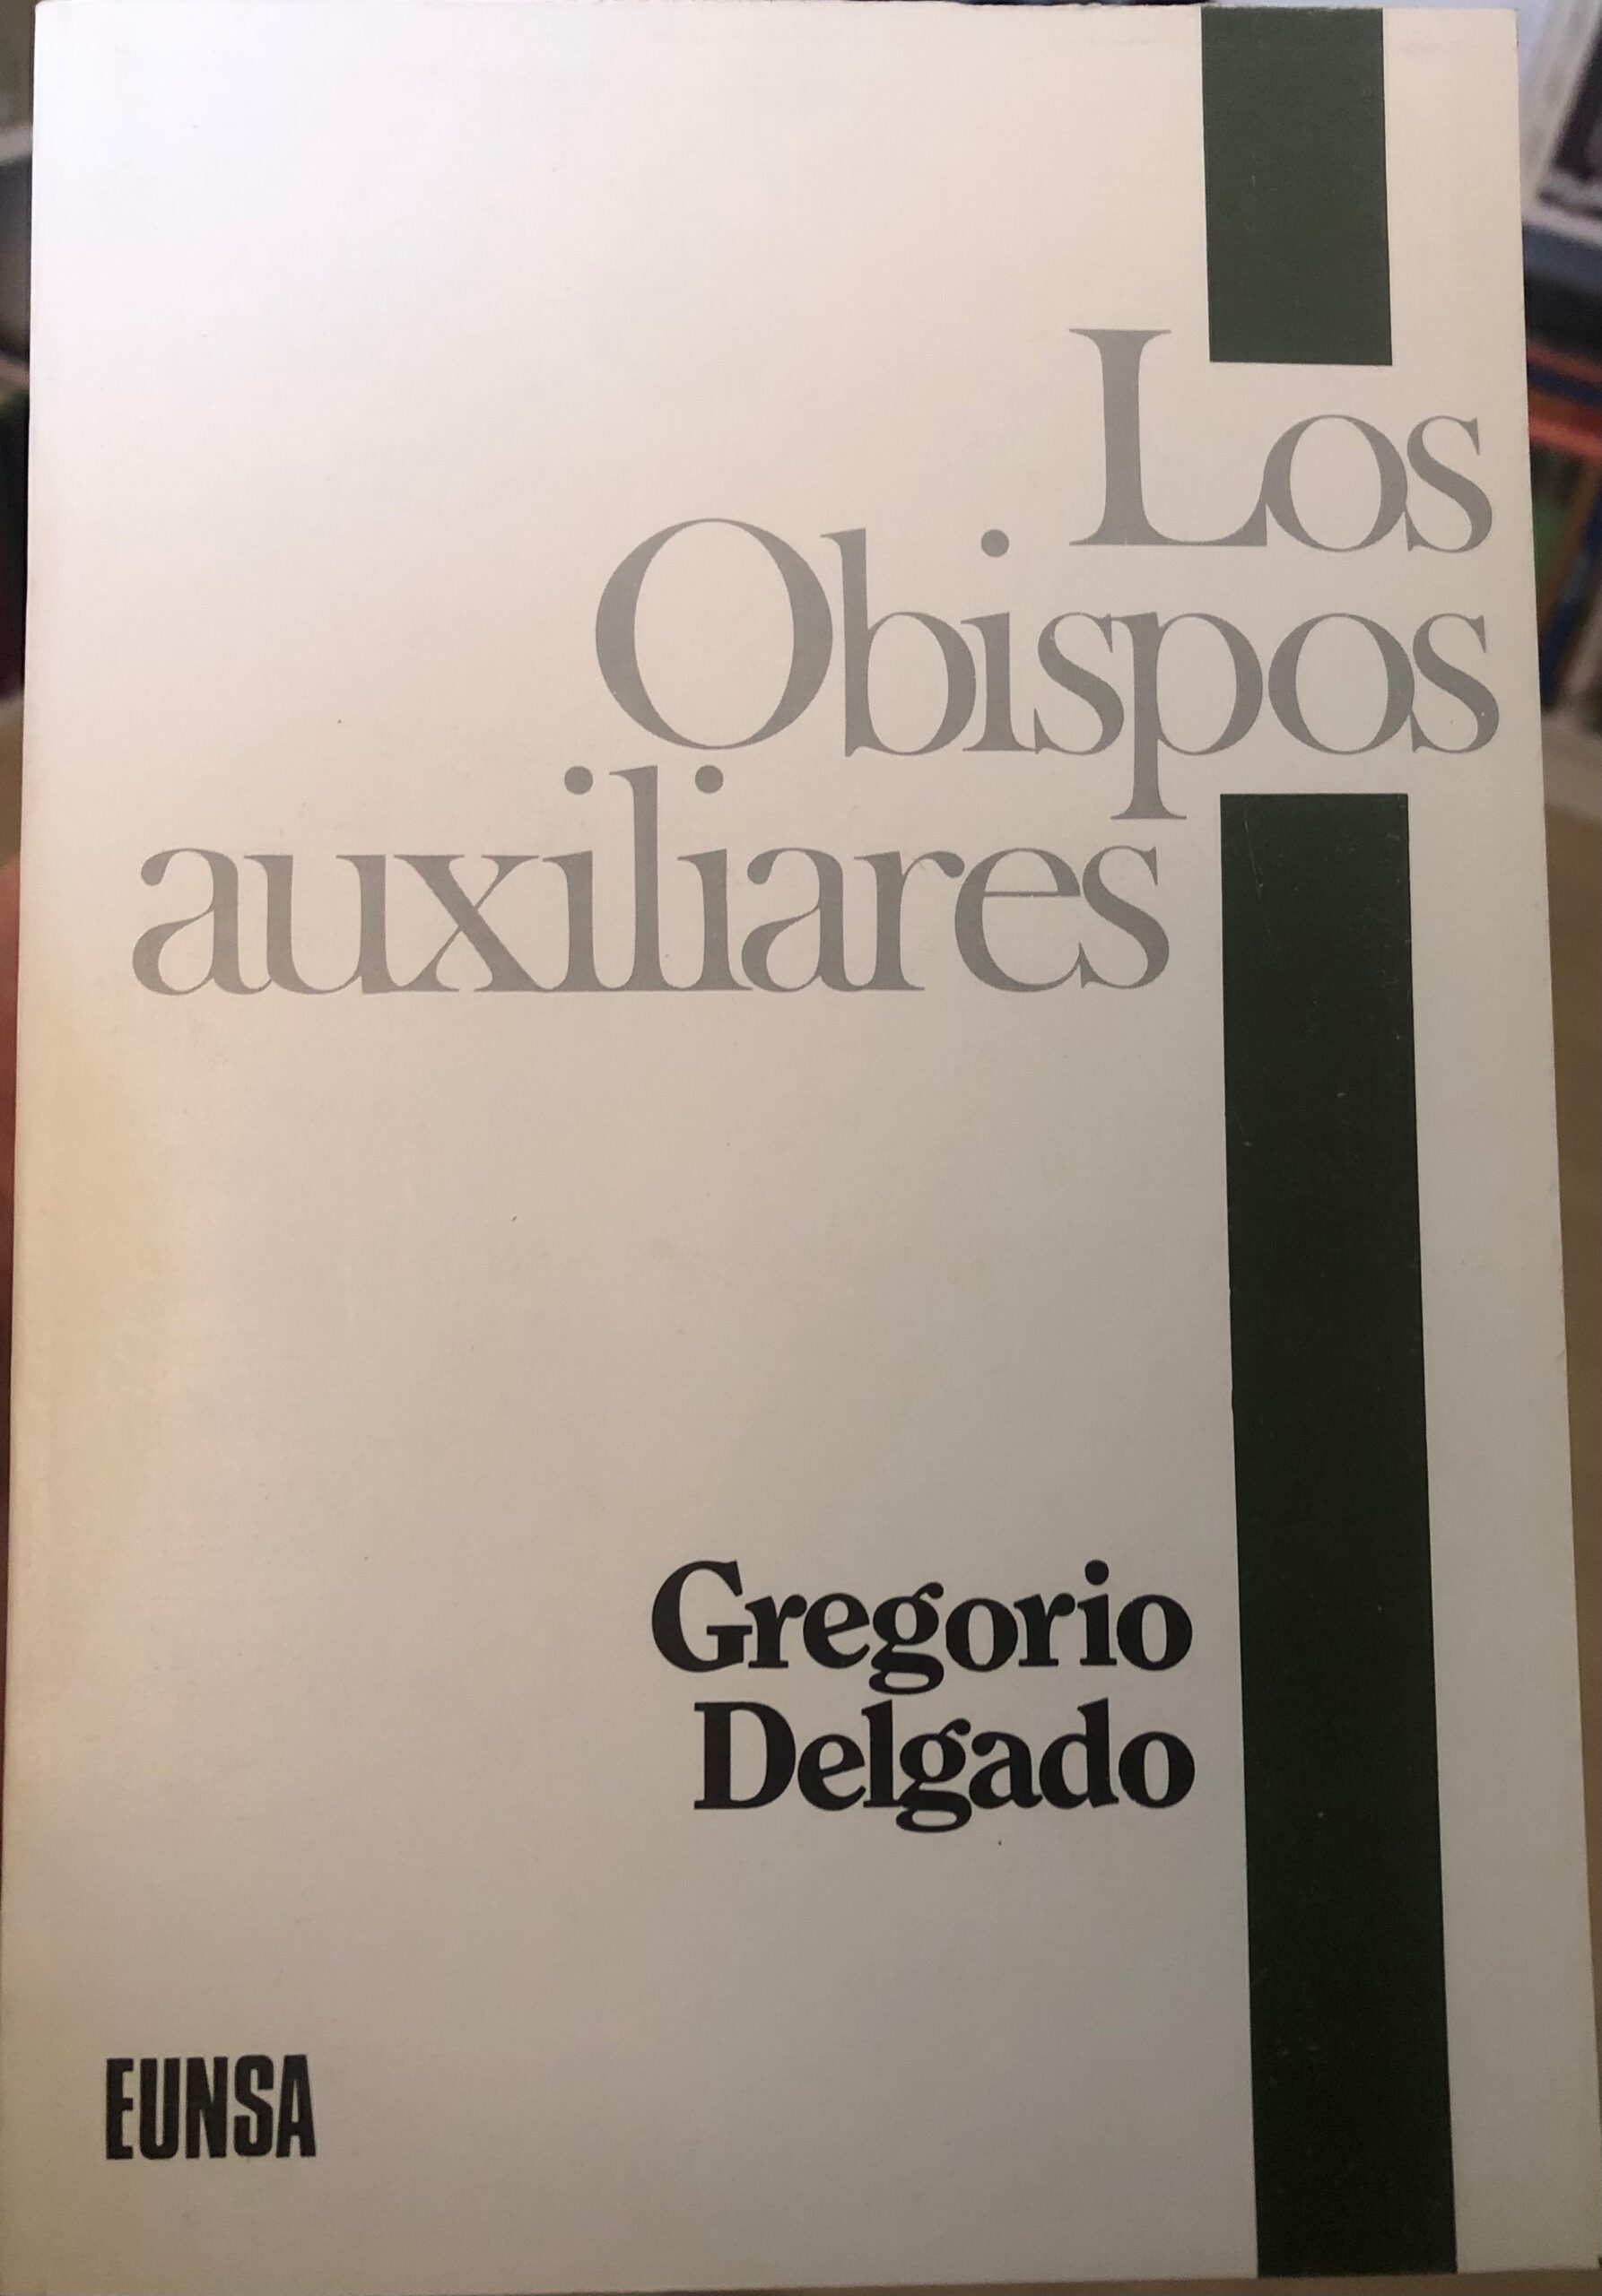 Los
Obispos
auxiliares
Gregorio
Delgado
EUNSA